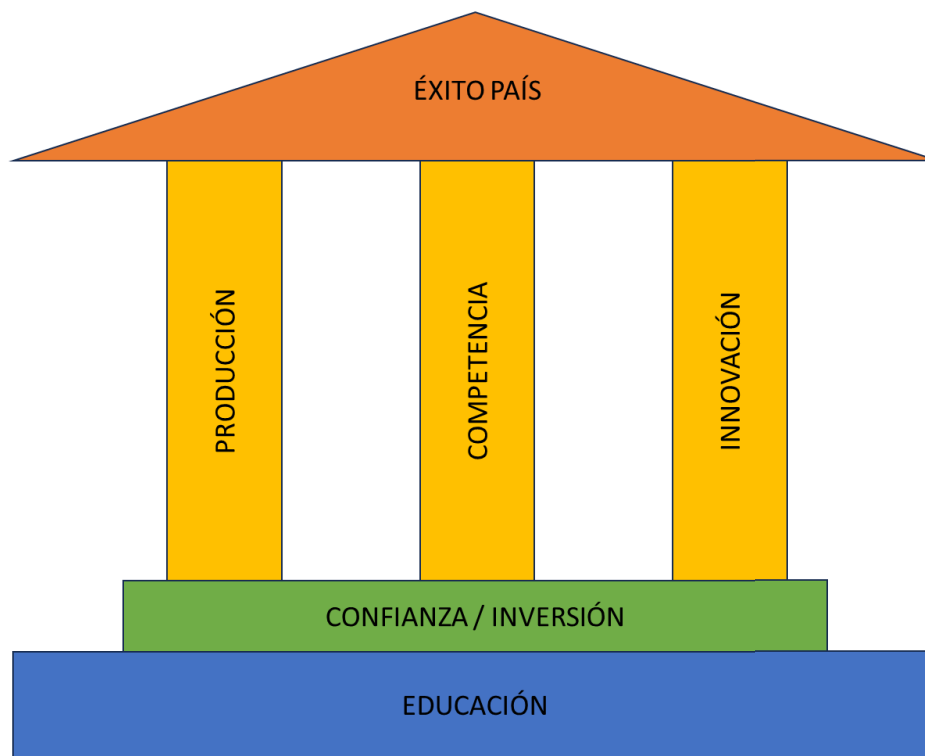 ÉXITO PAÍS
PRODUCCIÓN
COMPETENCIA
INNOVACIÓN
CONFIANZA / INVERSIÓN
EDUCACIÓN